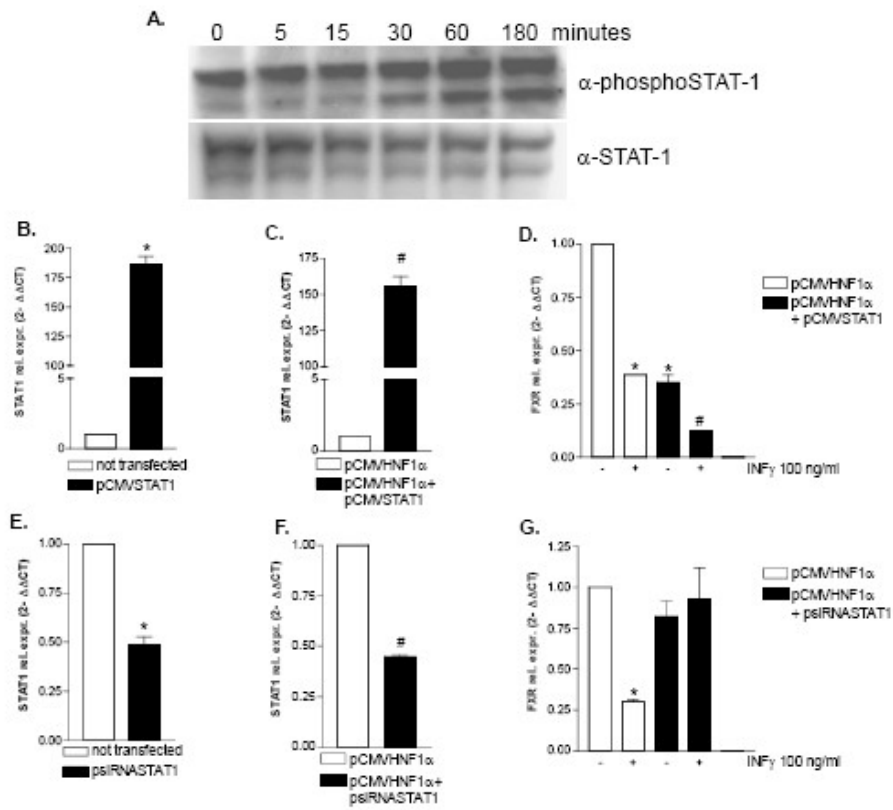 A.
0 5 15 30 60 180 minutes
α-phosphoSTAT-1
α-STAT-1
B.
STAT1 rel. expr. (2- ΔΔCT)
200
175
150
125
100
5
0
*
not transfected
pCMVSTAT1
C.
STAT1 rel. expr. (2- ΔΔCT)
175
150
125
100
5
0
#
pCMVHNF1α
pCMVHNF1α+
pCMVSTAT1
D.
FXR rel. expr. (2- ΔΔCT)
1.00
0.75
0.50
0.25
0.00
* * #
- + - + INFγ 100 ng/ml
pCMVHNF1α
pCMVHNF1α
+ pCMVSTAT1
E.
STAT1 rel. expr. (2- ΔΔCT)
1.00
0.75
0.50
0.25
0.00
*
not transfected
psiRNASTAT1
F.
STAT1 rel. expr. (2- ΔΔCT)
1.00
0.75
0.50
0.25
0.00
#
pCMVHNF1α
pCMVHNF1α+
psiRNASTAT1
G.
FXR rel. expr. (2- ΔΔCT)
1.25
1.00
0.75
0.50
0.25
0.00
*
- + - + INFγ 100 ng/ml
pCMVHNF1α
pCMVHNF1α
+ psiRNASTAT1